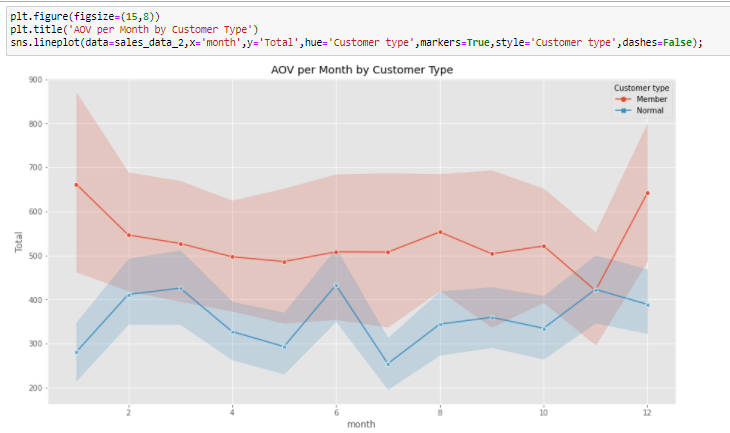 plt.figure(figsize=(15,8))
plt.title('AOV per Month by Customer Type')
sns.lineplot(data=sales_data_2,x='month',y='Total',hue='Customer type',markers=True,style='Customer type',dashes=False);
AOV per Month by Customer Type
Customer type
Member
Normal
900
800
700
600
500
400
300
200
Total
2
4
6
8
10
12
month